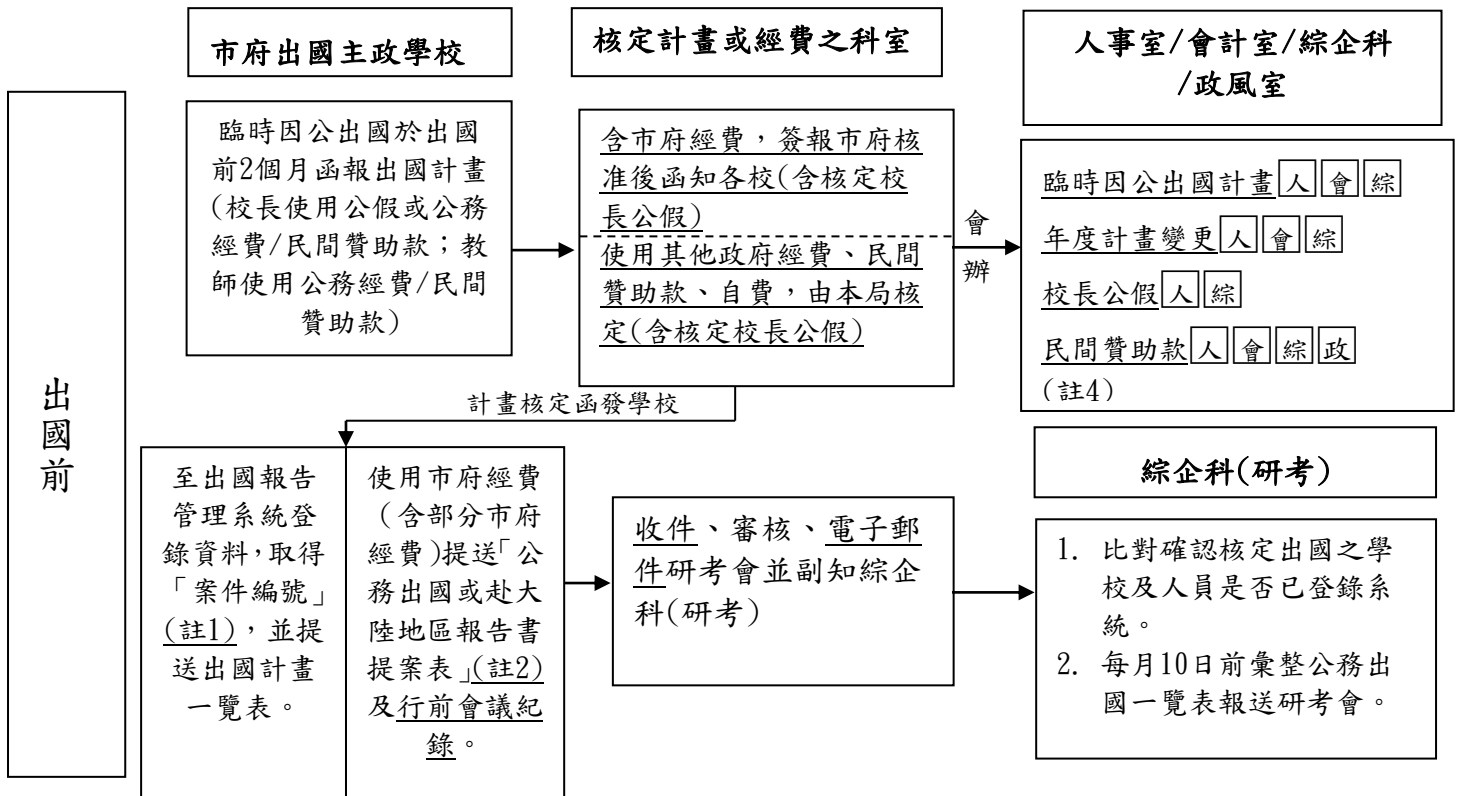 市府出國主政學校
核定計畫或經費之科室
人事室/會計室/綜企科
/政風室
出
國
前
臨時因公出國於出國
前2個月函報出國計畫
(校長使用公假或公務
經費/民間贊助款；教
師使用公務經費/民間
贊助款)
含市府經費，簽報市府核
准後函知各校(含核定校
長公假)
使用其他政府經費、民間
贊助款、自費，由本局核
定(含核定校長公假)
會
辦
臨時因公出國計畫人會綜
年度計畫變更人會綜
校長公假人綜
民間贊助款人會綜政
(註4)
計畫核定函發學校
至出國報告
管理系統登
錄資料，取得
「案件編號」
(註1)，並提
送出國計畫
一覽表。
使用市府經費
(含部分市府
經費)提送「公
務出國或赴大
陸地區報告書
提案表」(註2)
及行前會議紀
錄。
收件、審核、電子郵
件研考會並副知綜企
科(研考)
綜企科(研考)
1. 比對確認核定出國之學
校及人員是否已登錄系
統。
2. 每月10日前彙整公務出
國一覽表報送研考會。